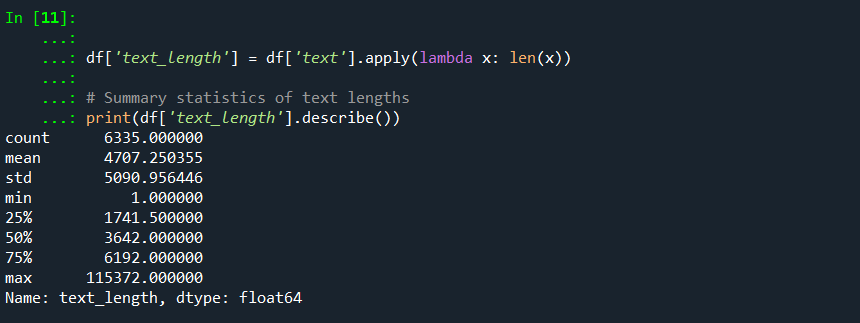 In [11]:
    ...:
    ...: df['text_length'] = df['text'].apply(lambda x: len(x))
    ...:
    ...: # Summary statistics of text lengths
    ...: print(df['text_length'].describe())
count      6335.000000
mean       4707.250355
std        5090.956446
min           1.000000
25%        1741.500000
50%        3642.000000
75%        6192.000000
max      115372.000000
Name: text_length, dtype: float64